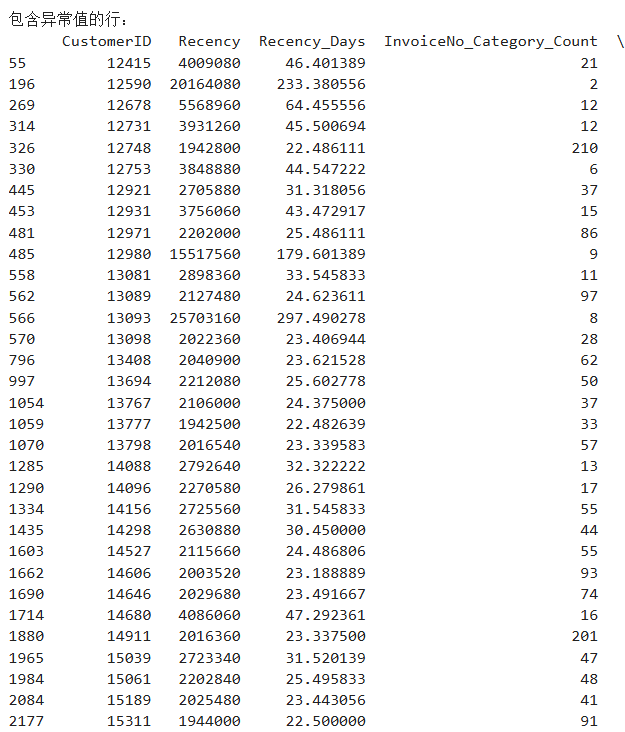 包含异常值的行：
CustomerID Recency Recency_Days InvoiceNo_Category_Count \
55 12415 4009080 46.401389 21
196 12590 20164080 233.380556 2
269 12678 5568960 64.455556 12
314 12731 3931260 45.500694 12
326 12748 1942800 22.486111 210
330 12753 3848880 44.547222 6
445 12921 2705880 31.318056 37
453 12931 3756060 43.472917 15
481 12971 2202000 25.486111 86
485 12980 15517560 179.601389 9
558 13081 2898360 33.545833 11
562 13089 2127480 24.623611 97
566 13093 25703160 297.490278 8
570 13098 2022360 23.406944 28
796 13408 2040900 23.621528 62
997 13694 2212080 25.602778 50
1054 13767 2106000 24.375000 37
1059 13777 1942500 22.482639 33
1070 13798 2016540 23.339583 57
1285 14088 2792640 32.322222 13
1290 14096 2270580 26.279861 17
1334 14156 2725560 31.545833 55
1435 14298 2630880 30.450000 44
1603 14527 2115660 24.486806 55
1662 14606 2003520 23.188889 93
1690 14646 2029680 23.491667 74
1714 14680 4086060 47.292361 16
1880 14911 2016360 23.337500 201
1965 15039 2723340 31.520139 47
1984 15061 2202840 25.495833 48
2084 15189 2025480 23.443056 41
2177 15311 1944000 22.500000 91